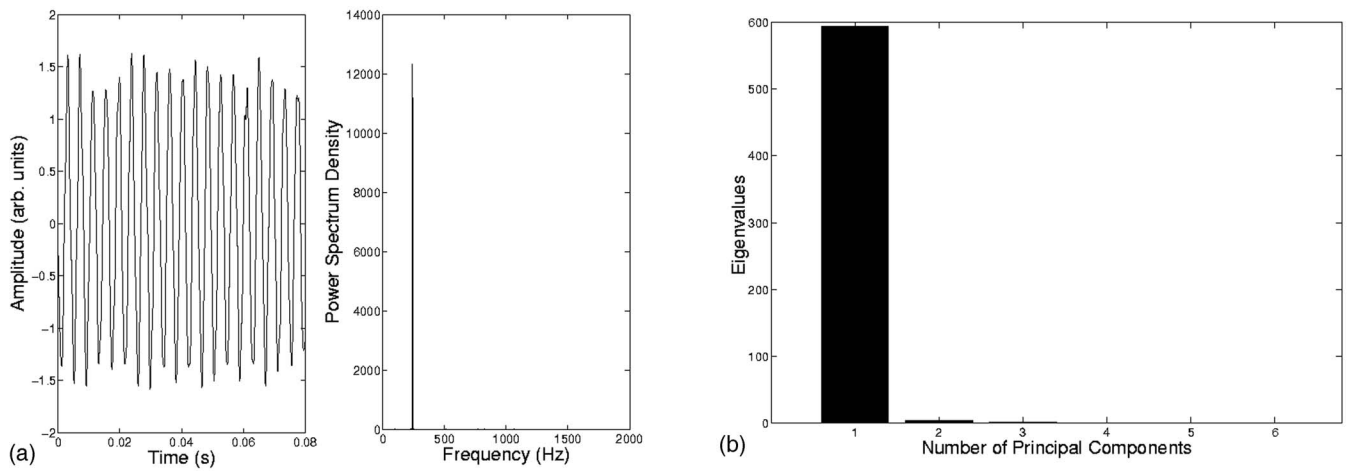 2
1.5
1
0.5
0
−0.5
−1
−1.5
−2
0 0.02 0.04 0.06 0.08
Amplitude (arb. units)
Time (s)
(a)
14000
12000
10000
8000
6000
4000
2000
0
0 500 1000 1500 2000
Power Spectrum Density
Frequency (Hz)
600
500
400
300
200
100
0
1 2 3 4 5 6
Eigenvalues
Number of Principal Components
(b)